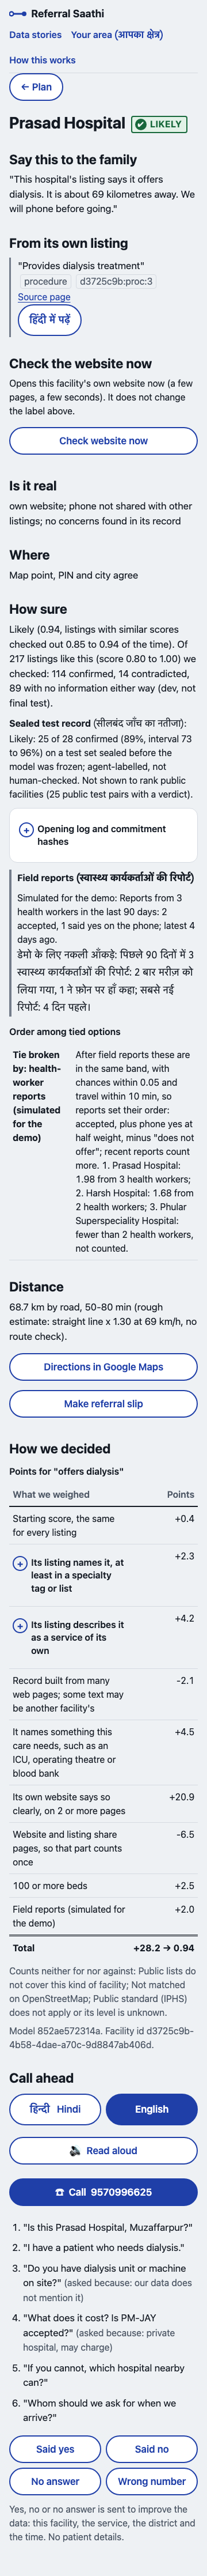 Referral Saathi
Data stories Your area (आपका क्षेत्र)
How this works
← Plan
Prasad Hospital LIKELY
Say this to the family
"This hospital's listing says it offers
dialysis. It is about 69 kilometres away. We
will phone before going."
From its own listing
"Provides dialysis treatment"
procedure d3725c9b:proc:3
Source page
हिंदी में पढ़ें
Check the website now
Opens this facility's own website now (a few
pages, a few seconds). It does not change
the label above.
Check website now
Is it real
own website; phone not shared with other
listings; no concerns found in its record
Where
Map point, PIN and city agree
How sure
Likely (0.94, listings with similar scores
checked out 0.85 to 0.94 of the time). Of
217 listings like this (score 0.80 to 1.00) we
checked: 114 confirmed, 14 contradicted,
89 with no information either way (dev, not
final test).
Sealed test record (सीलबंद जाँच का नतीजा):
Likely: 25 of 28 confirmed (89%, interval 73
to 96%) on a test set sealed before the
model was frozen; agent-labelled, not
human-checked. Not shown to rank public
facilities (25 public test pairs with a verdict).
+ Opening log and commitment
hashes
Field reports (स्वास्थ्य कार्यकर्ताओं की रिपोर्ट)
Simulated for the demo: Reports from 3
health workers in the last 90 days: 2
accepted, 1 said yes on the phone; latest 4
days ago.
डेमो के लिए नकली आँकड़े: पिछले 90 दिनों में 3
स्वास्थ्य कार्यकर्ताओं की रिपोर्ट: 2 बार मरीज़ को
लिया गया, 1 ने फ़ोन पर हाँ कहा; सबसे नई
रिपोर्ट: 4 दिन पहले।
Order among tied options
Tie broken
by: health-
worker
reports
(simulated
for the
demo)
After field reports these are
in the same band, with
chances within 0.05 and
travel within 10 min, so
reports set their order:
accepted, plus phone yes at
half weight, minus "does not
offer"; recent reports count
more. 1. Prasad Hospital:
1.98 from 3 health workers;
2. Harsh Hospital: 1.68 from
2 health workers; 3. Phular
Superspeciality Hospital:
fewer than 2 health workers,
not counted.
Distance
68.7 km by road, 50-80 min (rough
estimate: straight line x 1.30 at 69 km/h, no
route check).
Directions in Google Maps
Make referral slip
How we decided
Points for "offers dialysis"
What we weighed Points
Starting score, the same +0.4
for every listing
+ Its listing names it, at +2.3
least in a specialty
tag or list
+ Its listing describes it +4.2
as a service of its
own
Record built from many -2.1
web pages; some text may
be another facility's
It names something this +4.5
care needs, such as an
ICU, operating theatre or
blood bank
Its own website says so +20.9
clearly, on 2 or more pages
Website and listing share -6.5
pages, so that part counts
once
100 or more beds +2.5
Field reports (simulated for +2.0
the demo)
Total +28.2 → 0.94
Counts neither for nor against: Public lists do
not cover this kind of facility; Not matched
on OpenStreetMap; Public standard (IPHS)
does not apply or its level is unknown.
Model 852ae572314a. Facility id d3725c9b-
4b58-4dae-a70c-9d8847ab406d.
Call ahead
हिन्दी Hindi English
Read aloud
Call 9570996625
1. "Is this Prasad Hospital, Muzaffarpur?"
2. "I have a patient who needs dialysis."
3. "Do you have dialysis unit or machine
on site?" (asked because: our data does
not mention it)
4. "What does it cost? Is PM-JAY
accepted?" (asked because: private
hospital, may charge)
5. "If you cannot, which hospital nearby
can?"
6. "Whom should we ask for when we
arrive?"
Said yes Said no
No answer Wrong number
Yes, no or no answer is sent to improve the
data: this facility, the service, the district and
the time. No patient details.